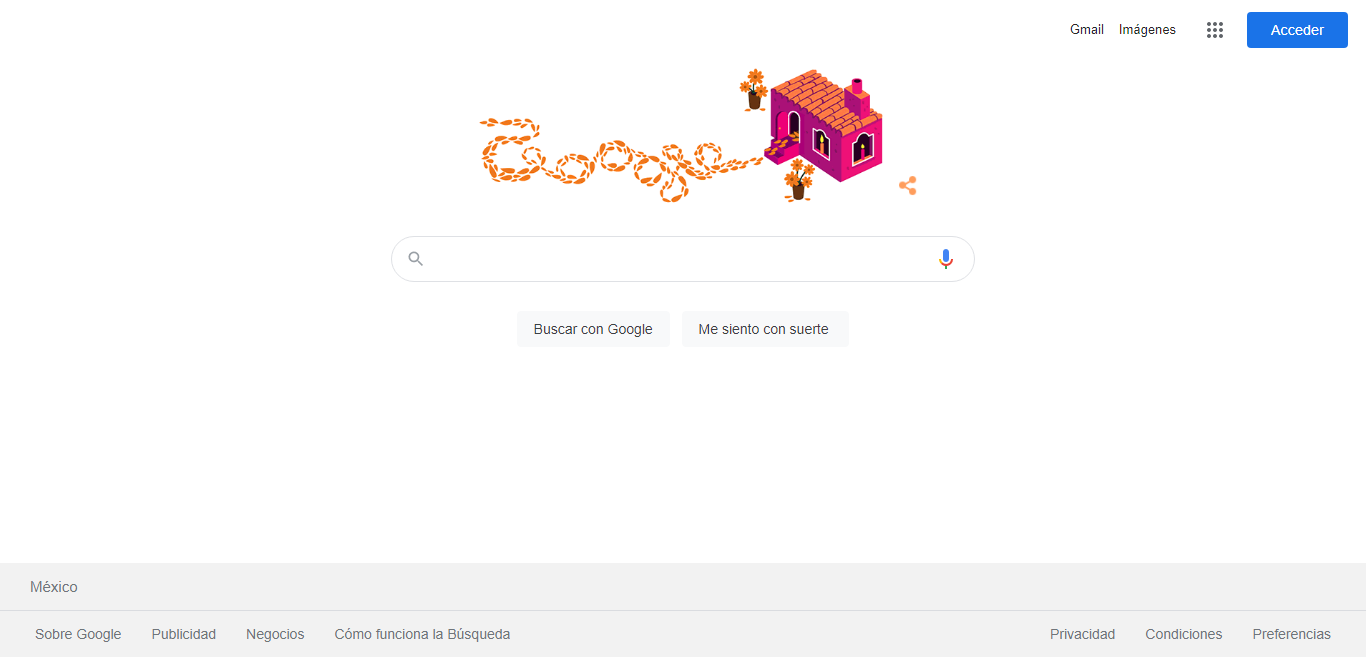 Gmail Imágenes Acceder
Google
Buscar con Google Me siento con suerte
México
Sobre Google Publicidad Negocios Cómo funciona la Búsqueda Privacidad Condiciones Preferencias